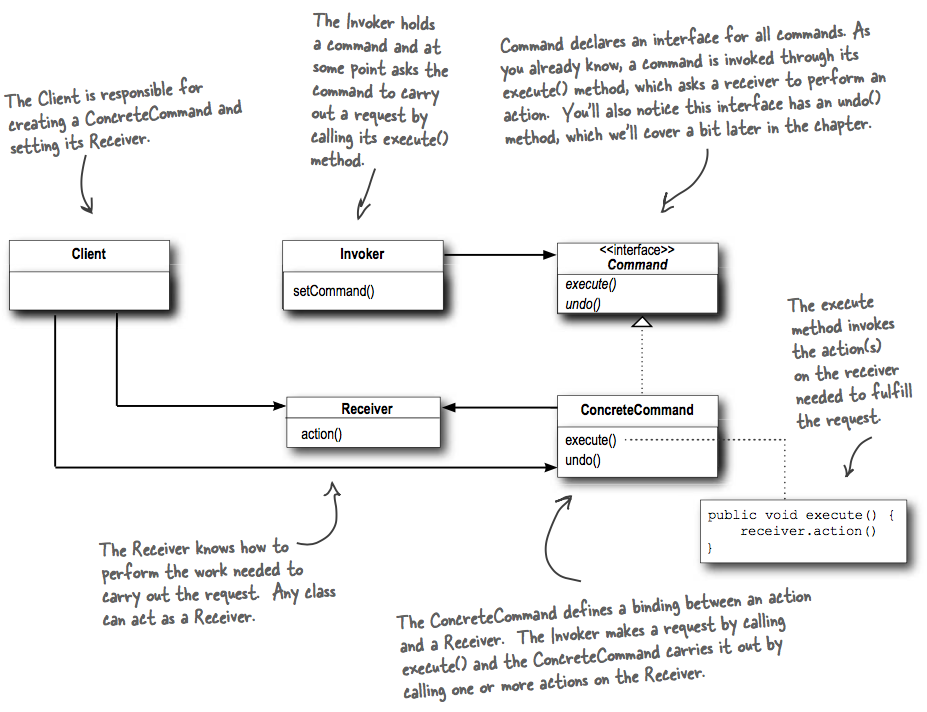 The Client is responsible for
creating a ConcreteCommand and
setting its Receiver.
The Invoker holds
a command and at
some point asks the
command to carry
out a request by
calling its execute()
method.
Command declares an interface for all commands. As
you already know, a command is invoked through its
execute() method, which asks a receiver to perform an
action. You'll also notice this interface has an undo()
method, which we'll cover a bit later in the chapter.
Client
Invoker
setCommand()
<<interface>>
Command
execute()
undo()
The execute
method invokes
the action(s)
on the receiver
needed to fulfill
the request.
Receiver
action()
ConcreteCommand
execute()
undo()
public void execute() {
receiver.action()
}
The Receiver knows how to
perform the work needed to
carry out the request. Any class
can act as a Receiver.
The ConcreteCommand defines a binding between an action
and a Receiver. The Invoker makes a request by calling
execute() and the ConcreteCommand carries it out by
calling one or more actions on the Receiver.